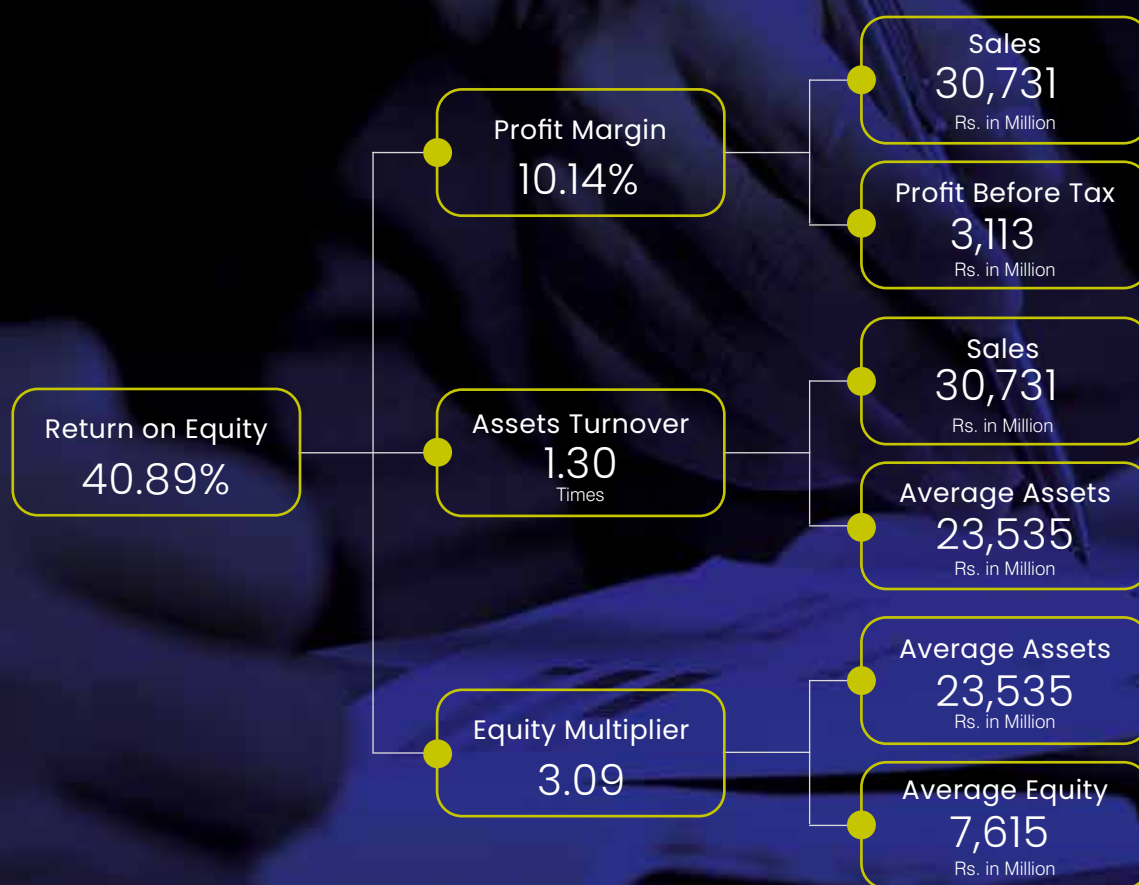 Return on Equity
40.89%
Profit Margin
10.14%
Sales
30,731
Rs. in Million
Profit Before Tax
3,113
Rs. in Million
Assets Turnover
1.30
Times
Sales
30,731
Rs. in Million
Average Assets
23,535
Rs. in Million
Equity Multiplier
3.09
Average Assets
23,535
Rs. in Million
Average Equity
7,615
Rs. in Million